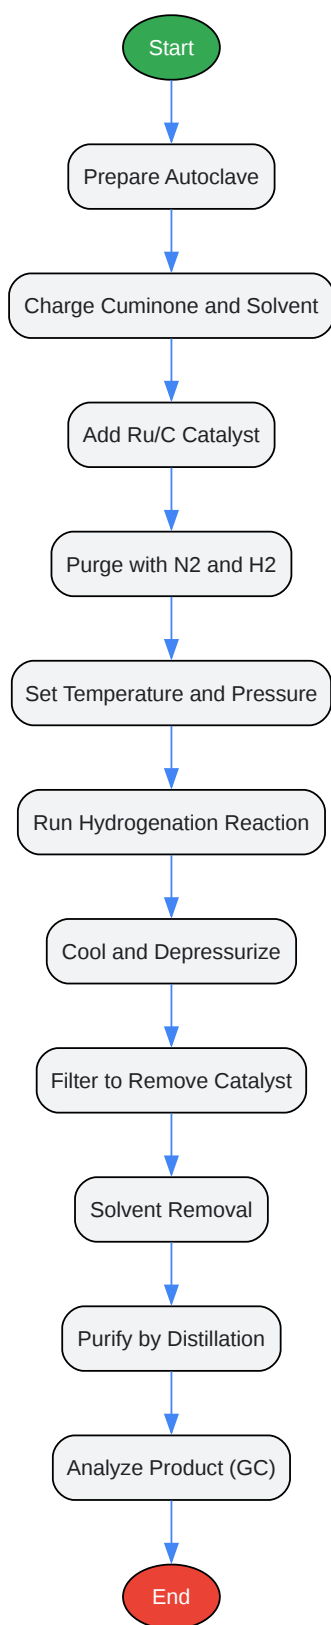 Start
Prepare Autoclave
Charge Cuminone and Solvent
Add Ru/C Catalyst
Purge with N2 and H2
Set Temperature and Pressure
Run Hydrogenation Reaction
Cool and Depressurize
Filter to Remove Catalyst
Solvent Removal
Purify by Distillation
Analyze Product (GC)
End